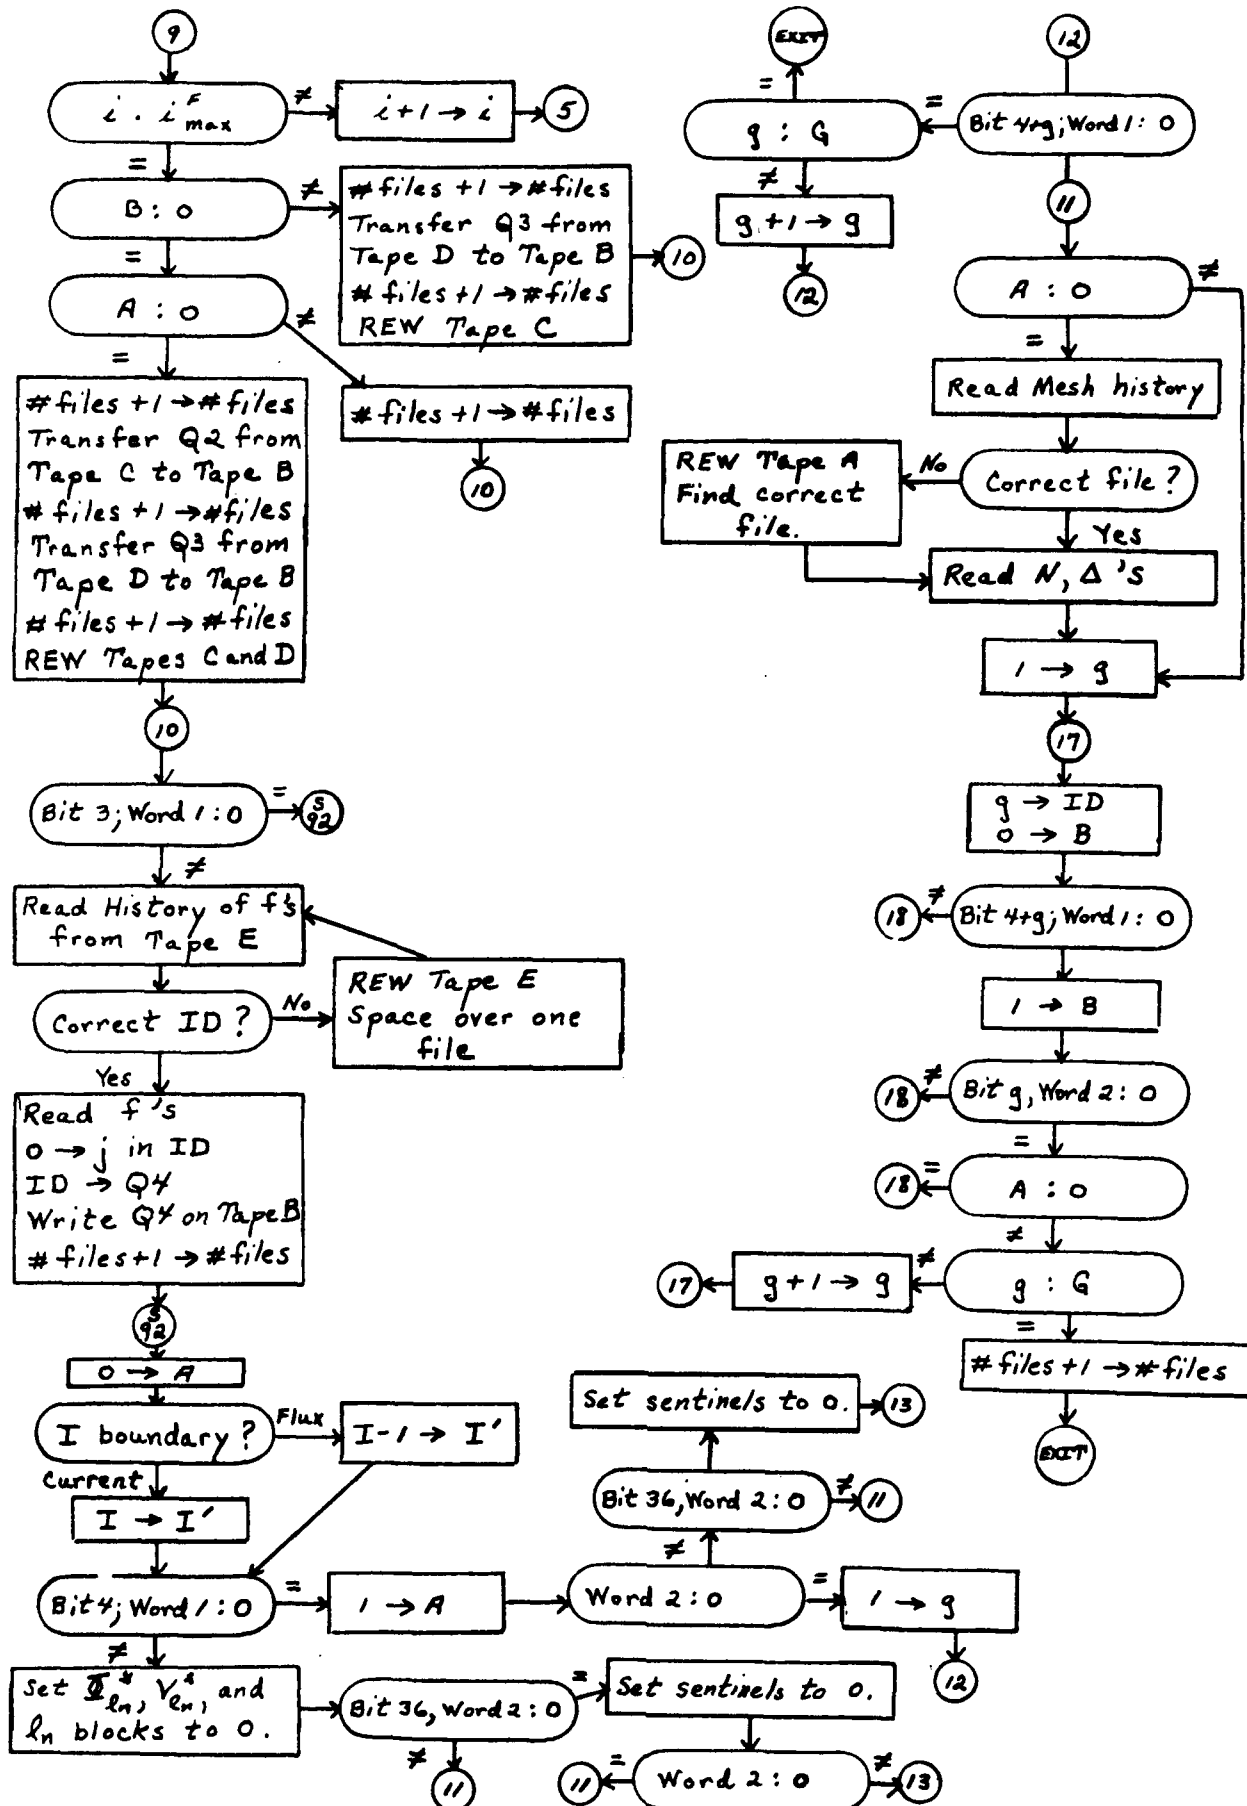 9
i . i^F_max
≠
i+1 → i
5
=
B : 0
≠
# files +1 → # files
Transfer Q3 from
Tape D to Tape B
# files +1 → # files
REW Tape C
10
=
A : 0
≠
# files +1 → # files
10
=
# files +1 → # files
Transfer Q2 from
Tape C to Tape B
# files +1 → # files
Transfer Q3 from
Tape D to Tape B
# files +1 → # files
REW Tapes C and D
10
Bit 3; Word 1 : 0
=
S
92
≠
Read History of f's
from Tape E
Correct ID ?
No
REW Tape E
Space over one
file
Yes
Read f 's
0 → j in ID
ID → Q4
Write Q4 on Tape B
# files +1 → # files
S
92
0 → A
I boundary ?
Flux
I-1 → I'
Current
I → I'
Bit 4; Word 1 : 0
=
1 → A
Word 2 : 0
=
1 → g
12
≠
Bit 36, Word 2 : 0
≠
11
Set sentinels to 0.
13
≠
Set Φ*_ln, V*_ln, and
l_n blocks to 0.
Bit 36, Word 2 : 0
=
Set sentinels to 0.
≠
11
Word 2 : 0
=
11
≠
13
EXIT
=
g : G
≠
g + 1 → g
12
12
Bit 4+g; Word 1 : 0
=
11
A : 0
≠
=
Read Mesh history
Correct file ?
No
REW Tape A
Find correct
file.
Yes
Read N, Δ 's
1 → g
17
g → ID
0 → B
Bit 4+g; Word 1 : 0
≠
18
1 → B
Bit g, Word 2 : 0
≠
18
=
A : 0
=
18
≠
g : G
≠
g + 1 → g
17
=
# files +1 → # files
EXIT